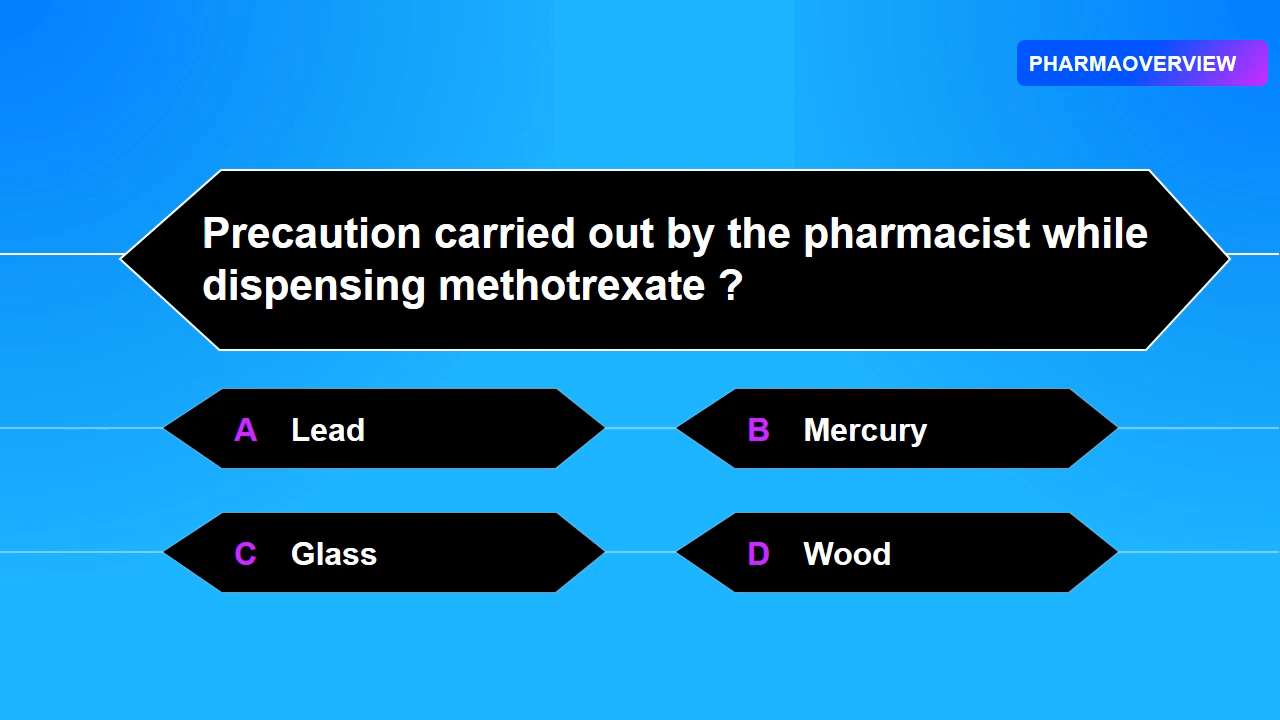 PHARMAOVERVIEW
Precaution carried out by the pharmacist while
dispensing methotrexate ?
A Lead
B Mercury
C Glass
D Wood